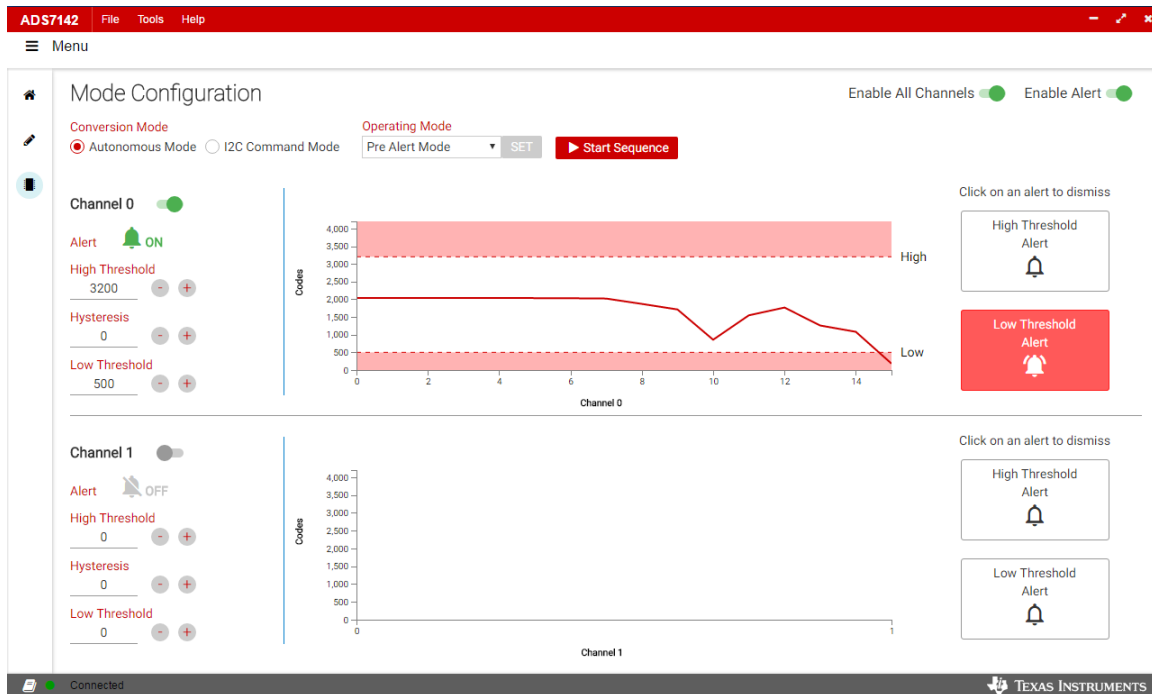 ADS7142 File Tools Help
Menu
Mode Configuration
Enable All Channels Enable Alert
Conversion Mode
Autonomous Mode I2C Command Mode
Operating Mode
Pre Alert Mode SET Start Sequence
Channel 0
Alert ON
High Threshold
3200 - +
Hysteresis
0 - +
Low Threshold
500 - +
Codes
4,000
3,500
3,000
2,500
2,000
1,500
1,000
500
0
0 2 4 6 8 10 12 14
Channel 0
High
Low
Click on an alert to dismiss
High Threshold
Alert
Low Threshold
Alert
Channel 1
Alert OFF
High Threshold
0 - +
Hysteresis
0 - +
Low Threshold
0 - +
Codes
4,000
3,500
3,000
2,500
2,000
1,500
1,000
500
0
0 1
Channel 1
Click on an alert to dismiss
High Threshold
Alert
Low Threshold
Alert
Connected
TEXAS INSTRUMENTS